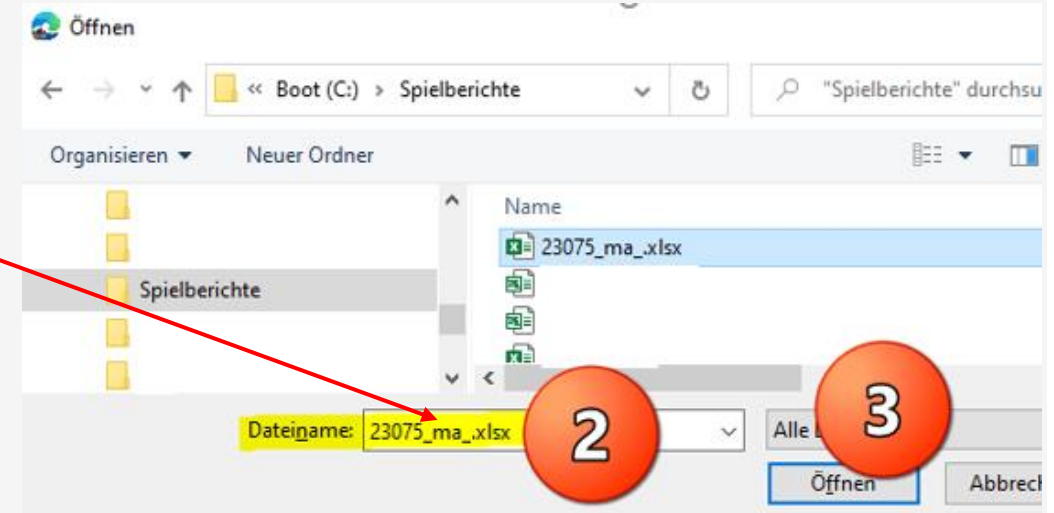 Öffnen
« Boot (C:) › Spielberichte
"Spielberichte" durchsu
Organisieren Neuer Ordner
Name
23075_ma_.xlsx
Spielberichte
Dateiname: 23075_ma_.xlsx
2
Alle
3
Öffnen
Abbrech